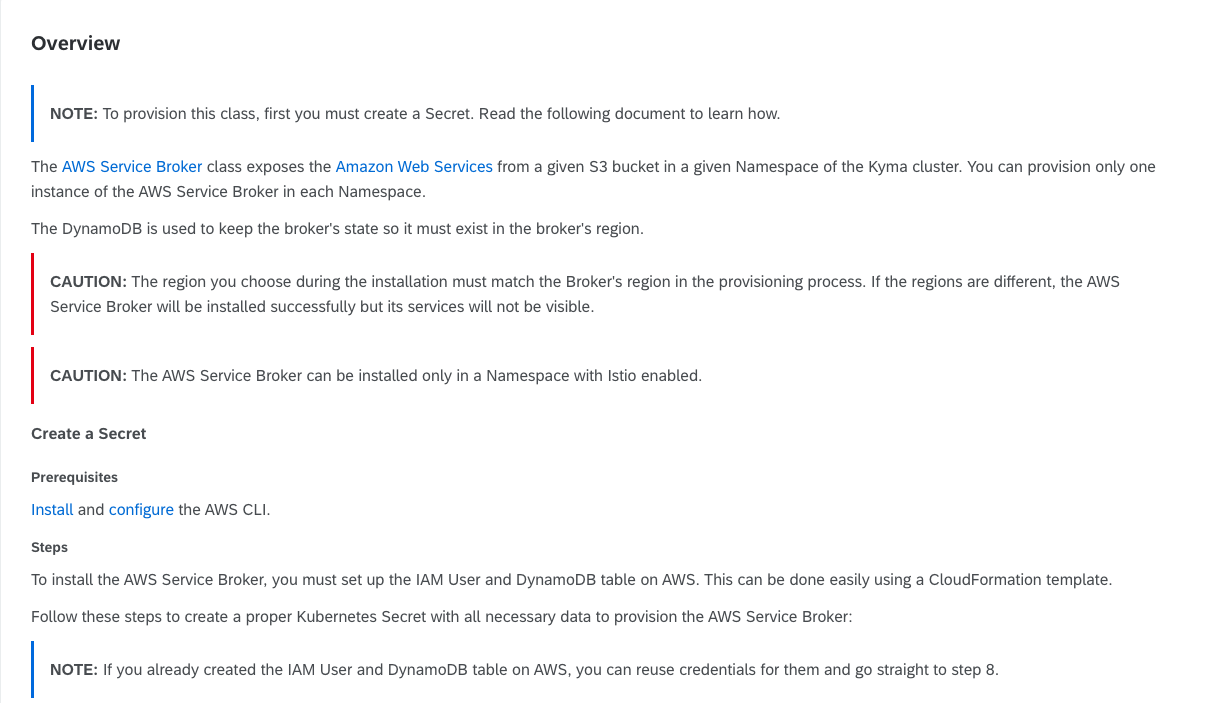 Overview
NOTE: To provision this class, first you must create a Secret. Read the following document to learn how.
The AWS Service Broker class exposes the Amazon Web Services from a given S3 bucket in a given Namespace of the Kyma cluster. You can provision only one
instance of the AWS Service Broker in each Namespace.
The DynamoDB is used to keep the broker's state so it must exist in the broker's region.
CAUTION: The region you choose during the installation must match the Broker's region in the provisioning process. If the regions are different, the AWS
Service Broker will be installed successfully but its services will not be visible.
CAUTION: The AWS Service Broker can be installed only in a Namespace with Istio enabled.
Create a Secret
Prerequisites
Install and configure the AWS CLI.
Steps
To install the AWS Service Broker, you must set up the IAM User and DynamoDB table on AWS. This can be done easily using a CloudFormation template.
Follow these steps to create a proper Kubernetes Secret with all necessary data to provision the AWS Service Broker:
NOTE: If you already created the IAM User and DynamoDB table on AWS, you can reuse credentials for them and go straight to step 8.